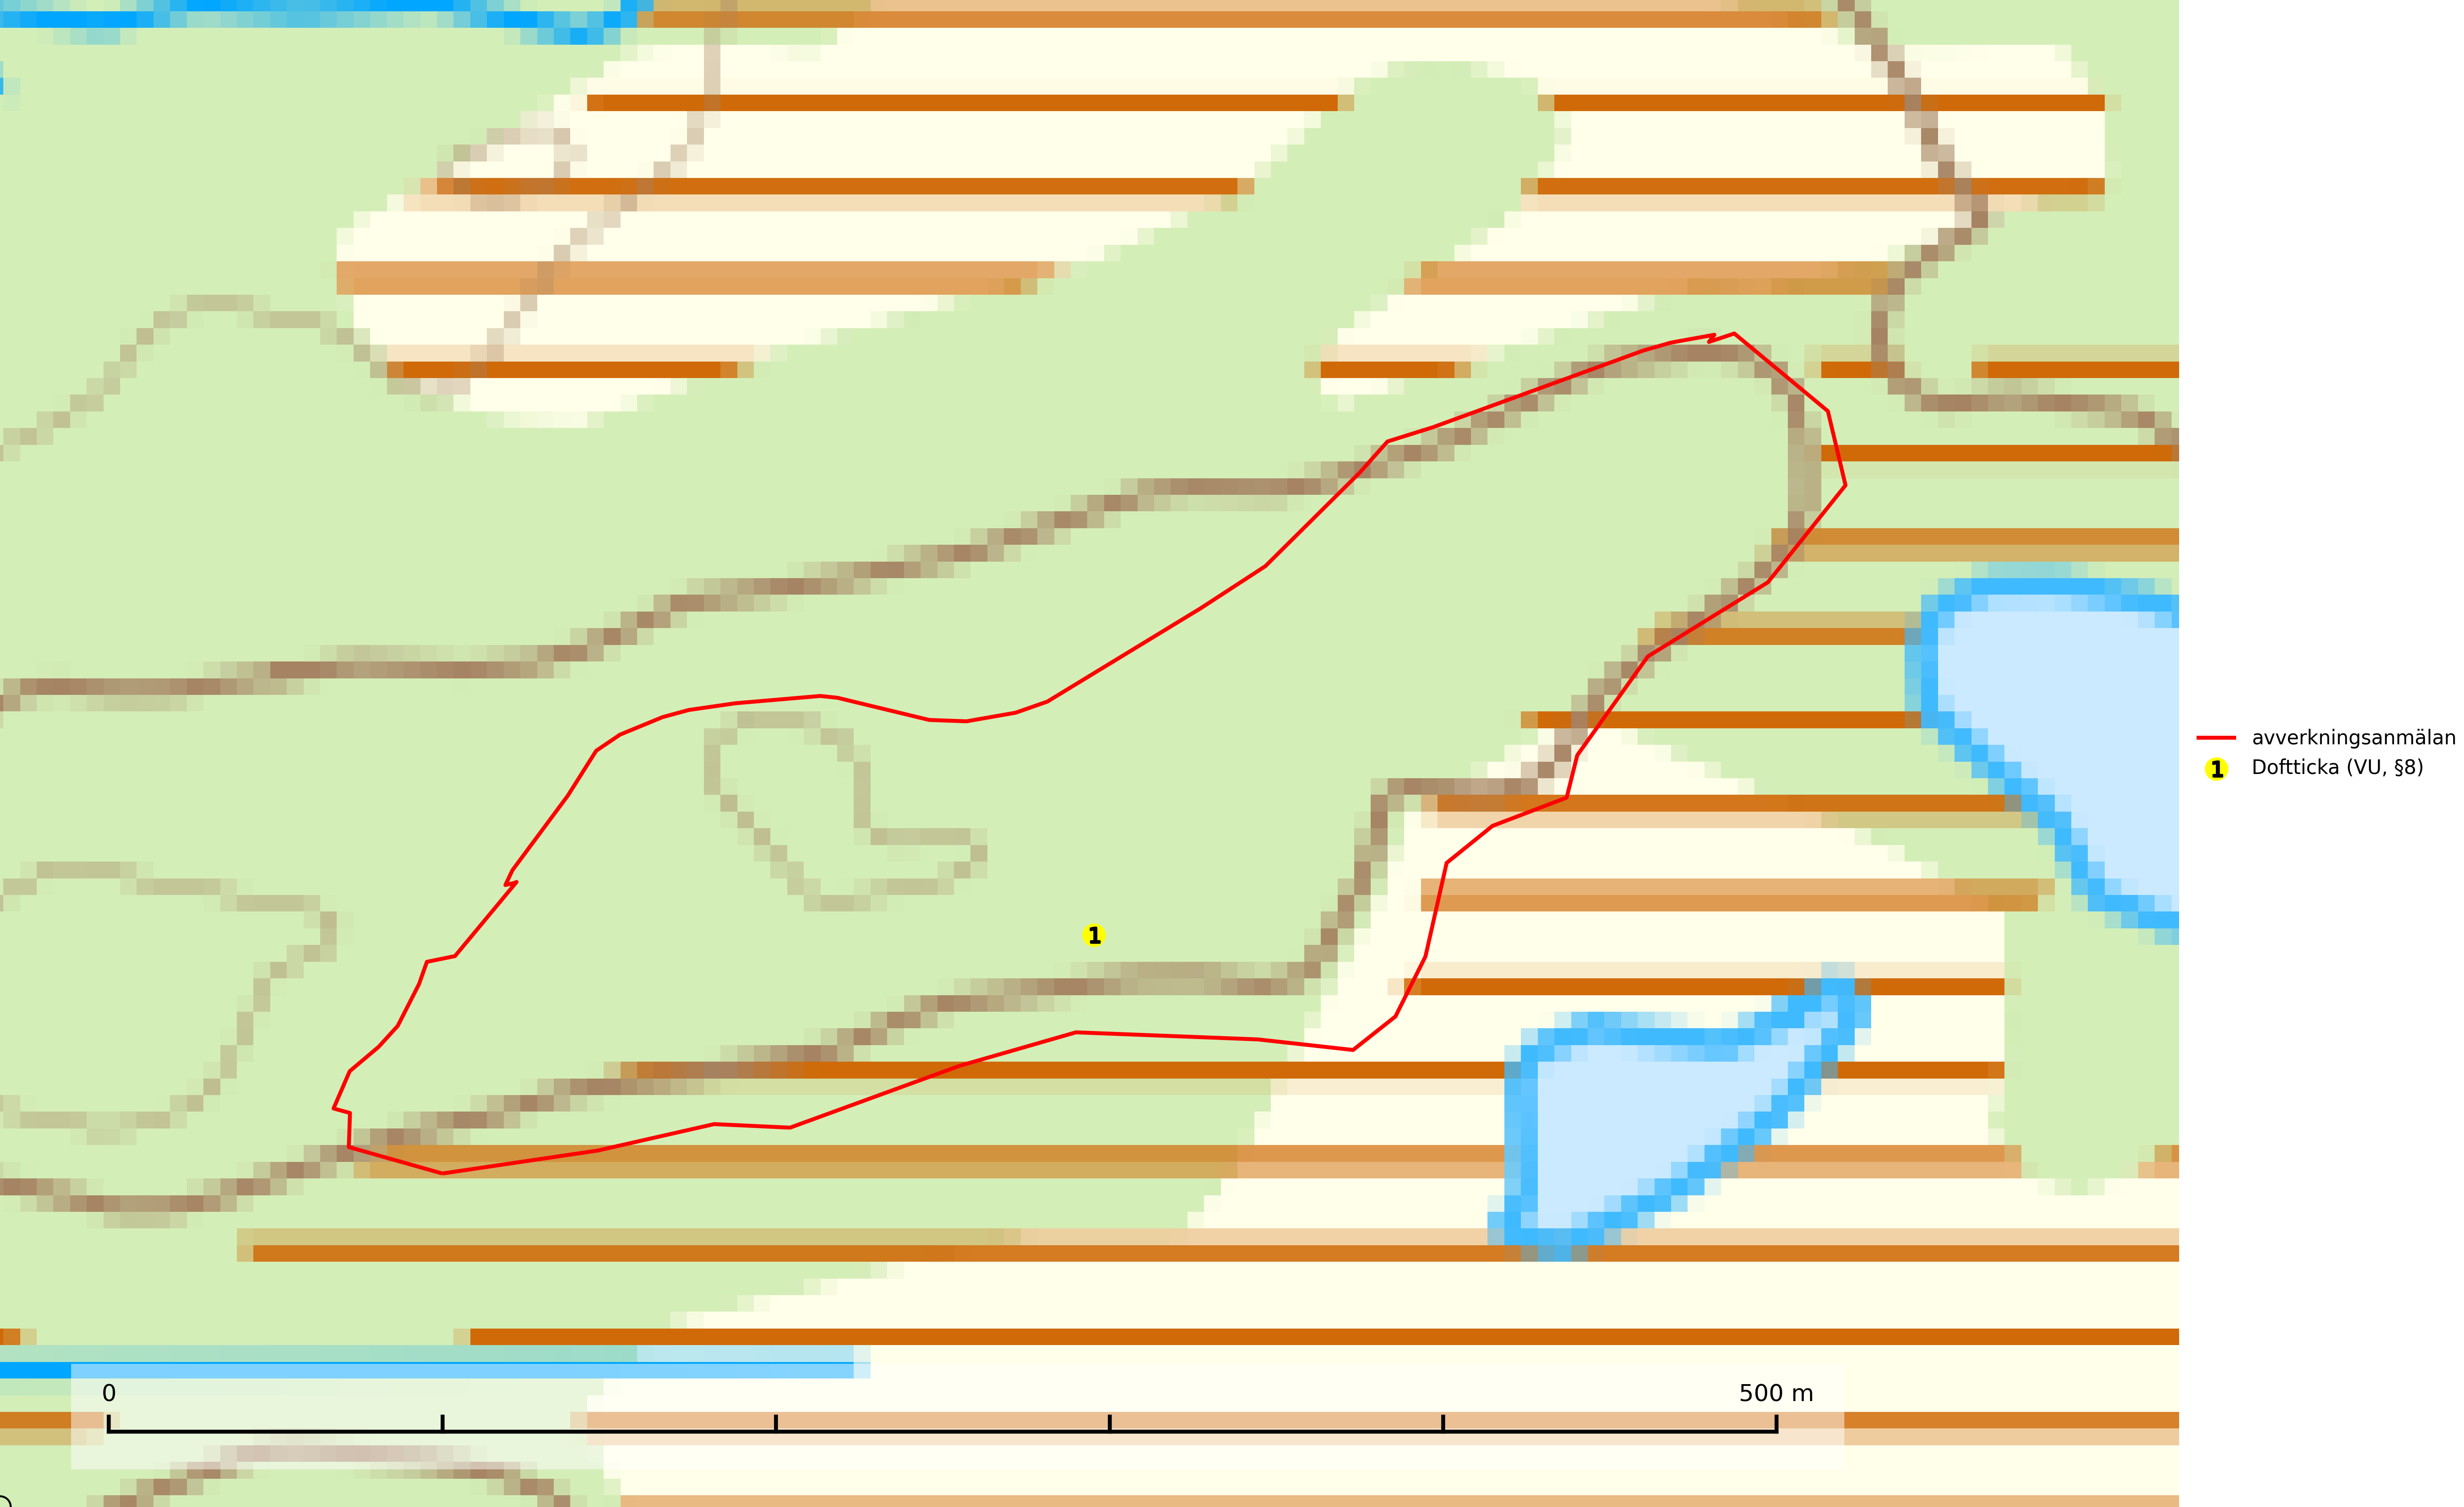 avverkningsanmälan
1 Doftticka (VU, §8)
1
0 500 m